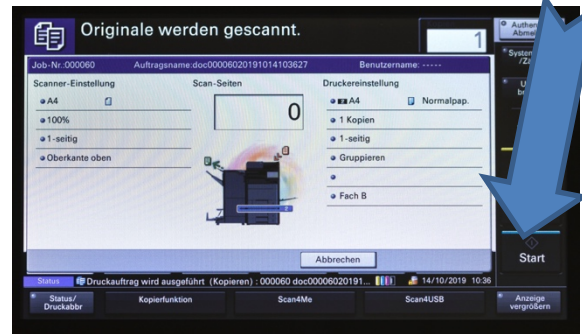 Originale werden gescannt.
1
Job-Nr.:000060 Auftragsname:doc00006020191014103627 Benutzername: -----
Scanner-Einstellung
A4
100%
1-seitig
Oberkante oben
Scan-Seiten
0
Druckereinstellung
A4 Normalpap.
1 Kopien
1-seitig
Gruppieren
Fach B
Abbrechen
Start
Status Druckauftrag wird ausgeführt (Kopieren) : 000060 doc00006020191... 14/10/2019 10:36
Status/
Druckabbr
Kopierfunktion
Scan4Me
Scan4USB
Anzeige
vergrößern